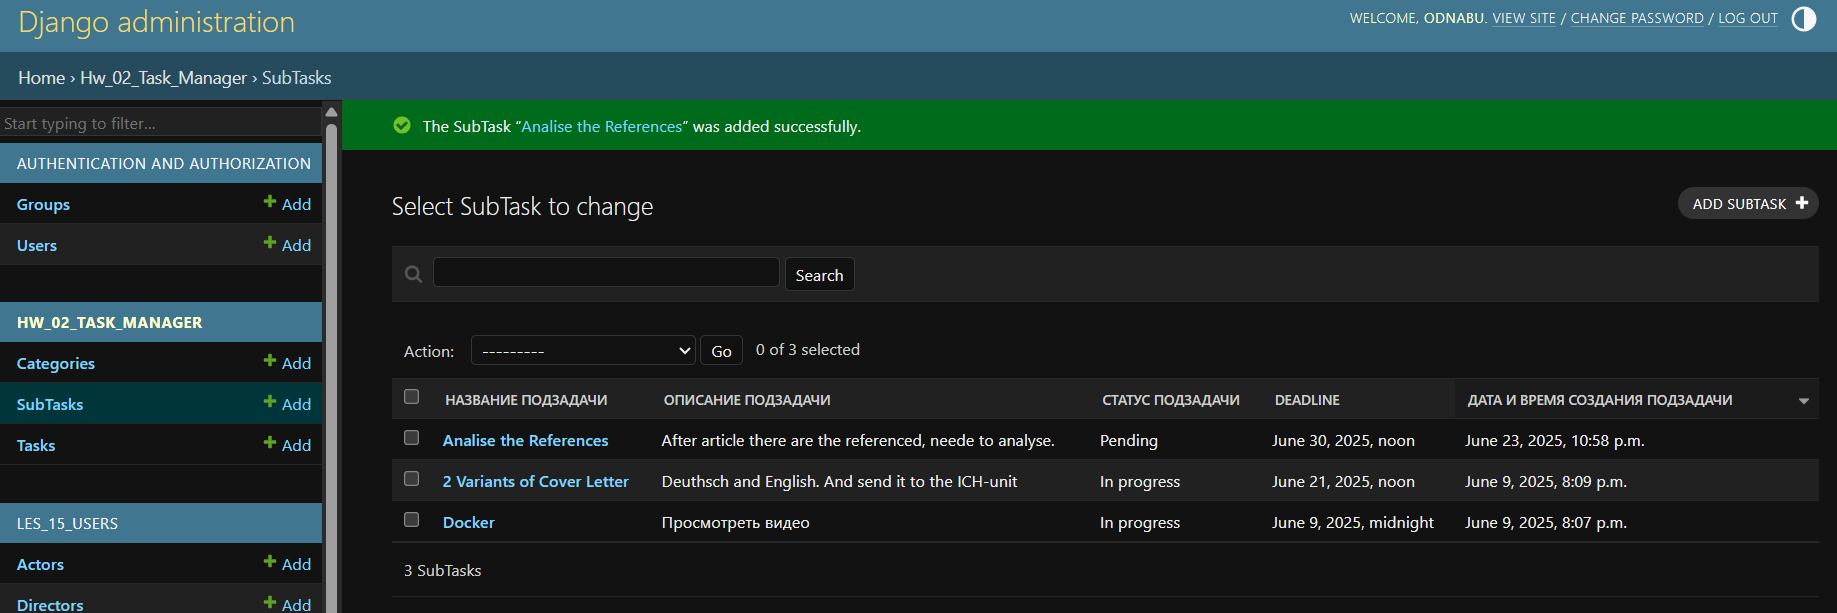 Django administration
WELCOME, ODNABU. VIEW SITE / CHANGE PASSWORD / LOG OUT
Home › Hw_02_Task_Manager › SubTasks
Start typing to filter...
AUTHENTICATION AND AUTHORIZATION
Groups Add
Users Add
HW_02_TASK_MANAGER
Categories Add
SubTasks Add
Tasks Add
LES_15_USERS
Actors Add
Directors Add
The SubTask “Analise the References” was added successfully.
Select SubTask to change
ADD SUBTASK
Search
Action: --------- Go 0 of 3 selected
НАЗВАНИЕ ПОДЗАДАЧИ ОПИСАНИЕ ПОДЗАДАЧИ СТАТУС ПОДЗАДАЧИ DEADLINE ДАТА И ВРЕМЯ СОЗДАНИЯ ПОДЗАДАЧИ
Analise the References After article there are the referenced, neede to analyse. Pending June 30, 2025, noon June 23, 2025, 10:58 p.m.
2 Variants of Cover Letter Deuthsch and English. And send it to the ICH-unit In progress June 21, 2025, noon June 9, 2025, 8:09 p.m.
Docker Просмотреть видео In progress June 9, 2025, midnight June 9, 2025, 8:07 p.m.
3 SubTasks